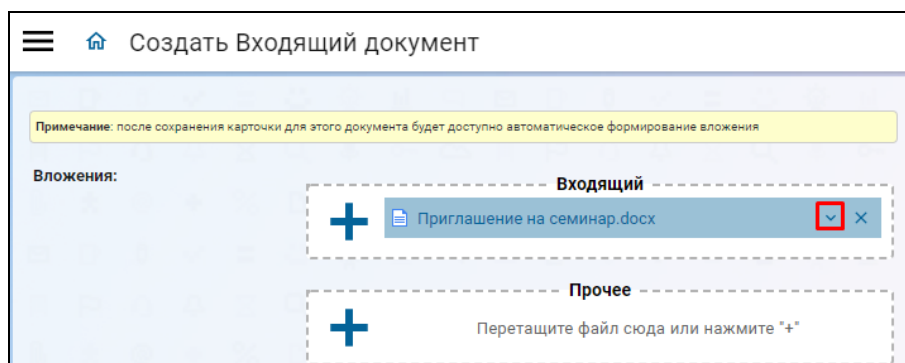 Создать Входящий документ
Примечание: после сохранения карточки для этого документа будет доступно автоматическое формирование вложения
Вложения:
Входящий
Приглашение на семинар.docx
Прочее
Перетащите файл сюда или нажмите "+"